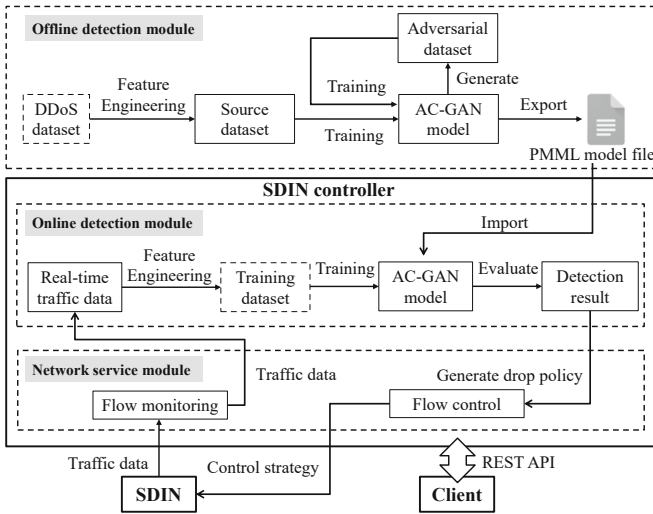 Offline detection module
Adversarial
dataset
Feature
Engineering
Training
Generate
DDoS
dataset
Source
dataset
Training
AC-GAN
model
Export
PMML model file
SDIN controller
Online detection module
Import
Real-time
traffic data
Feature
Engineering
Training
dataset
Training
AC-GAN
model
Evaluate
Detection
result
Network service module
Traffic data
Generate drop policy
Flow monitoring
Flow control
Traffic data
Control strategy
REST API
SDIN
Client